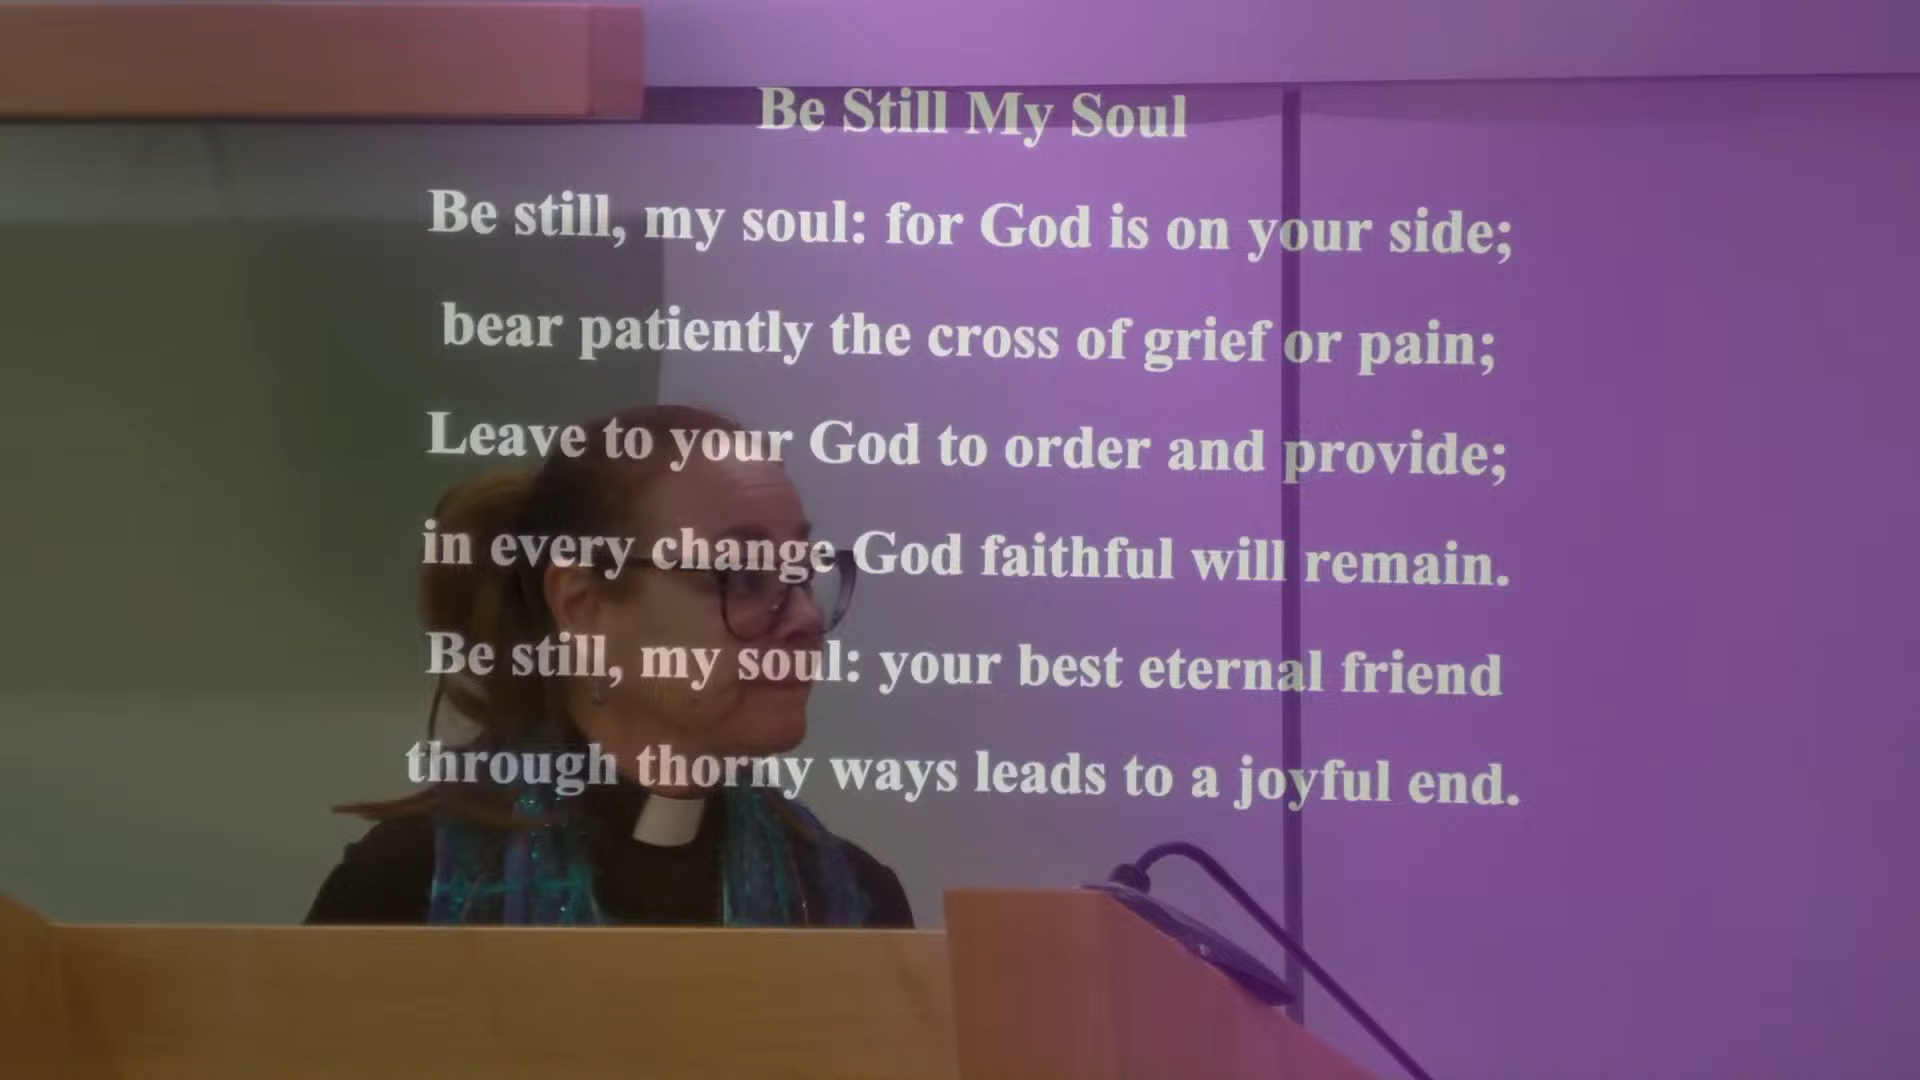 Be Still My Soul
Be still, my soul: for God is on your side;
bear patiently the cross of grief or pain;
Leave to your God to order and provide;
in every change God faithful will remain.
Be still, my soul: your best eternal friend
through thorny ways leads to a joyful end.